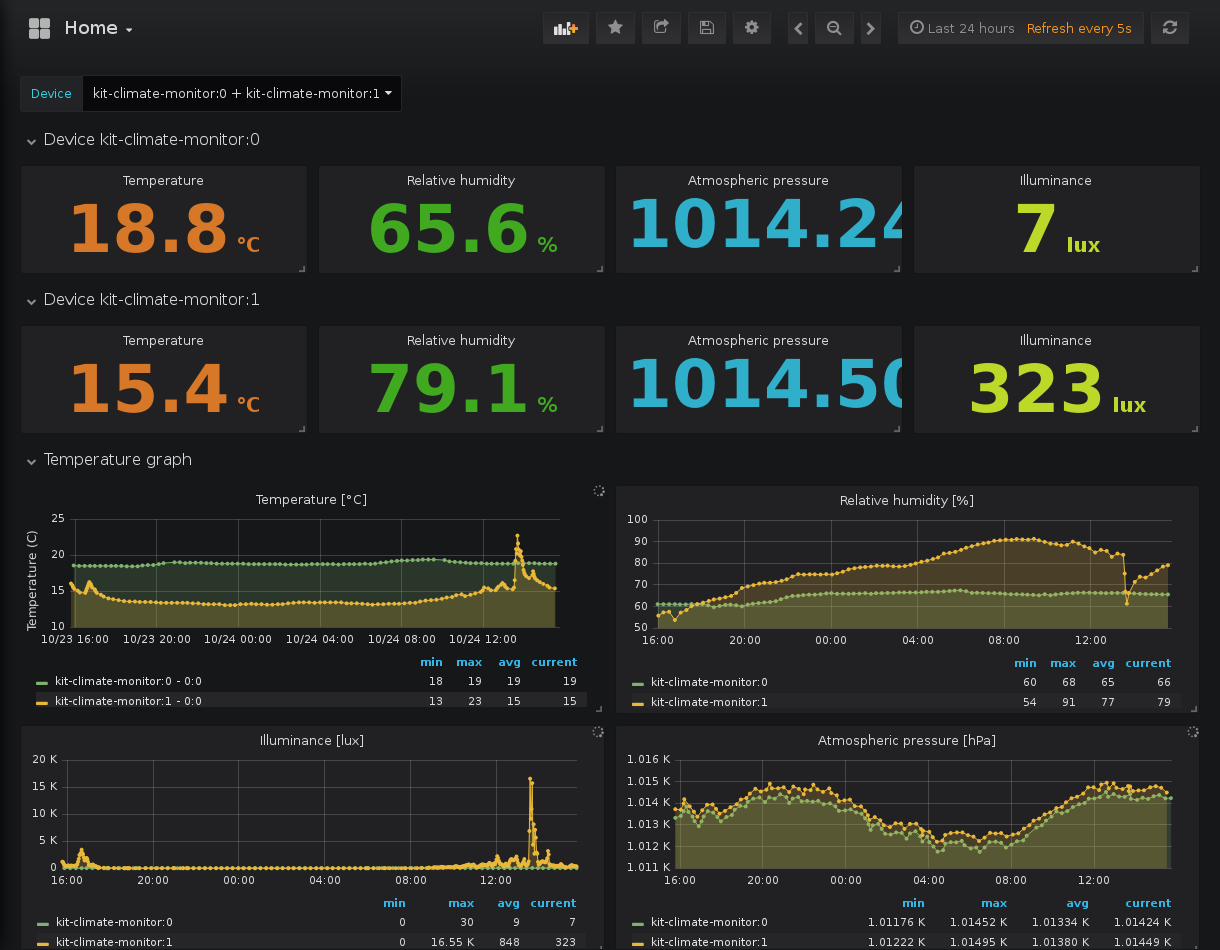 Home
Last 24 hours Refresh every 5s
Device kit-climate-monitor:0 + kit-climate-monitor:1
Device kit-climate-monitor:0
Temperature Relative humidity Atmospheric pressure Illuminance
18.8 °C 65.6 % 1014.24 7 lux
Device kit-climate-monitor:1
Temperature Relative humidity Atmospheric pressure Illuminance
15.4 °C 79.1 % 1014.50 323 lux
Temperature graph
Temperature [°C]
Temperature (C)
25
20
15
10
10/23 16:00 10/23 20:00 10/24 00:00 10/24 04:00 10/24 08:00 10/24 12:00
min max avg current
kit-climate-monitor:0 - 0:0 18 19 19 19
kit-climate-monitor:1 - 0:0 13 23 15 15
Relative humidity [%]
100
90
80
70
60
50
16:00 20:00 00:00 04:00 08:00 12:00
min max avg current
kit-climate-monitor:0 60 68 65 66
kit-climate-monitor:1 54 91 77 79
Illuminance [lux]
20 K
15 K
10 K
5 K
0
16:00 20:00 00:00 04:00 08:00 12:00
min max avg current
kit-climate-monitor:0 0 30 9 7
kit-climate-monitor:1 0 16.55 K 848 323
Atmospheric pressure [hPa]
1.016 K
1.015 K
1.014 K
1.013 K
1.012 K
1.011 K
16:00 20:00 00:00 04:00 08:00 12:00
min max avg current
kit-climate-monitor:0 1.01176 K 1.01452 K 1.01334 K 1.01424 K
kit-climate-monitor:1 1.01222 K 1.01495 K 1.01380 K 1.01449 K